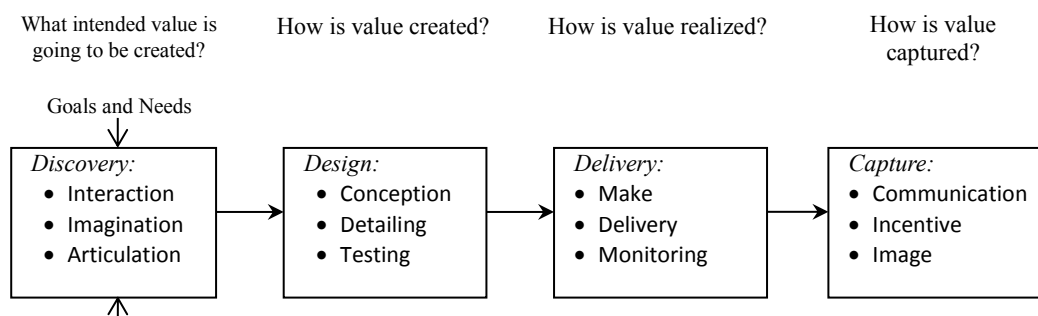 What intended value is
going to be created?
How is value created?
How is value realized?
How is value
captured?
Goals and Needs
Discovery:
• Interaction
• Imagination
• Articulation
Design:
• Conception
• Detailing
• Testing
Delivery:
• Make
• Delivery
• Monitoring
Capture:
• Communication
• Incentive
• Image